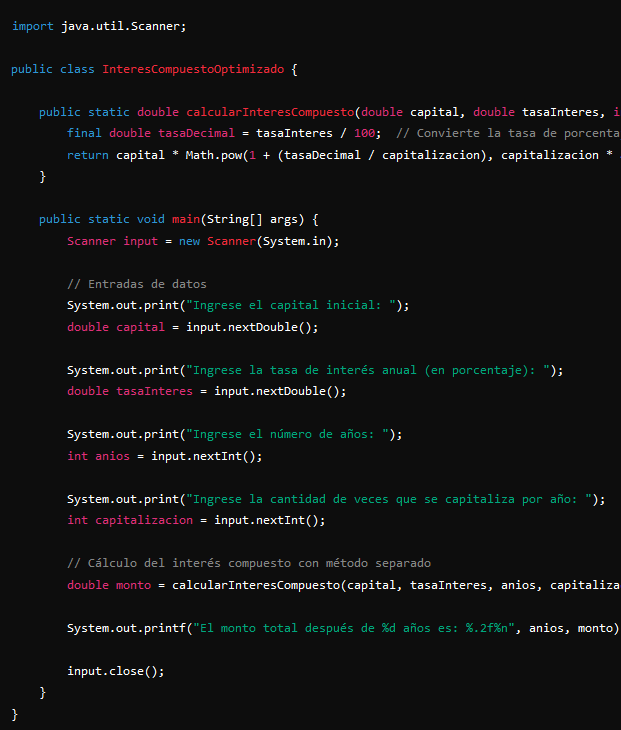 import java.util.Scanner;
public class InteresCompuestoOptimizado {
public static double calcularInteresCompuesto(double capital, double tasaInteres, i
final double tasaDecimal = tasaInteres / 100;  // Convierte la tasa de porcenta
return capital * Math.pow(1 + (tasaDecimal / capitalizacion), capitalizacion *
}
public static void main(String[] args) {
Scanner input = new Scanner(System.in);
// Entradas de datos
System.out.print("Ingrese el capital inicial: ");
double capital = input.nextDouble();
System.out.print("Ingrese la tasa de interés anual (en porcentaje): ");
double tasaInteres = input.nextDouble();
System.out.print("Ingrese el número de años: ");
int anios = input.nextInt();
System.out.print("Ingrese la cantidad de veces que se capitaliza por año: ");
int capitalizacion = input.nextInt();
// Cálculo del interés compuesto con método separado
double monto = calcularInteresCompuesto(capital, tasaInteres, anios, capitaliza
System.out.printf("El monto total después de %d años es: %.2f%n", anios, monto)
input.close();
}
}